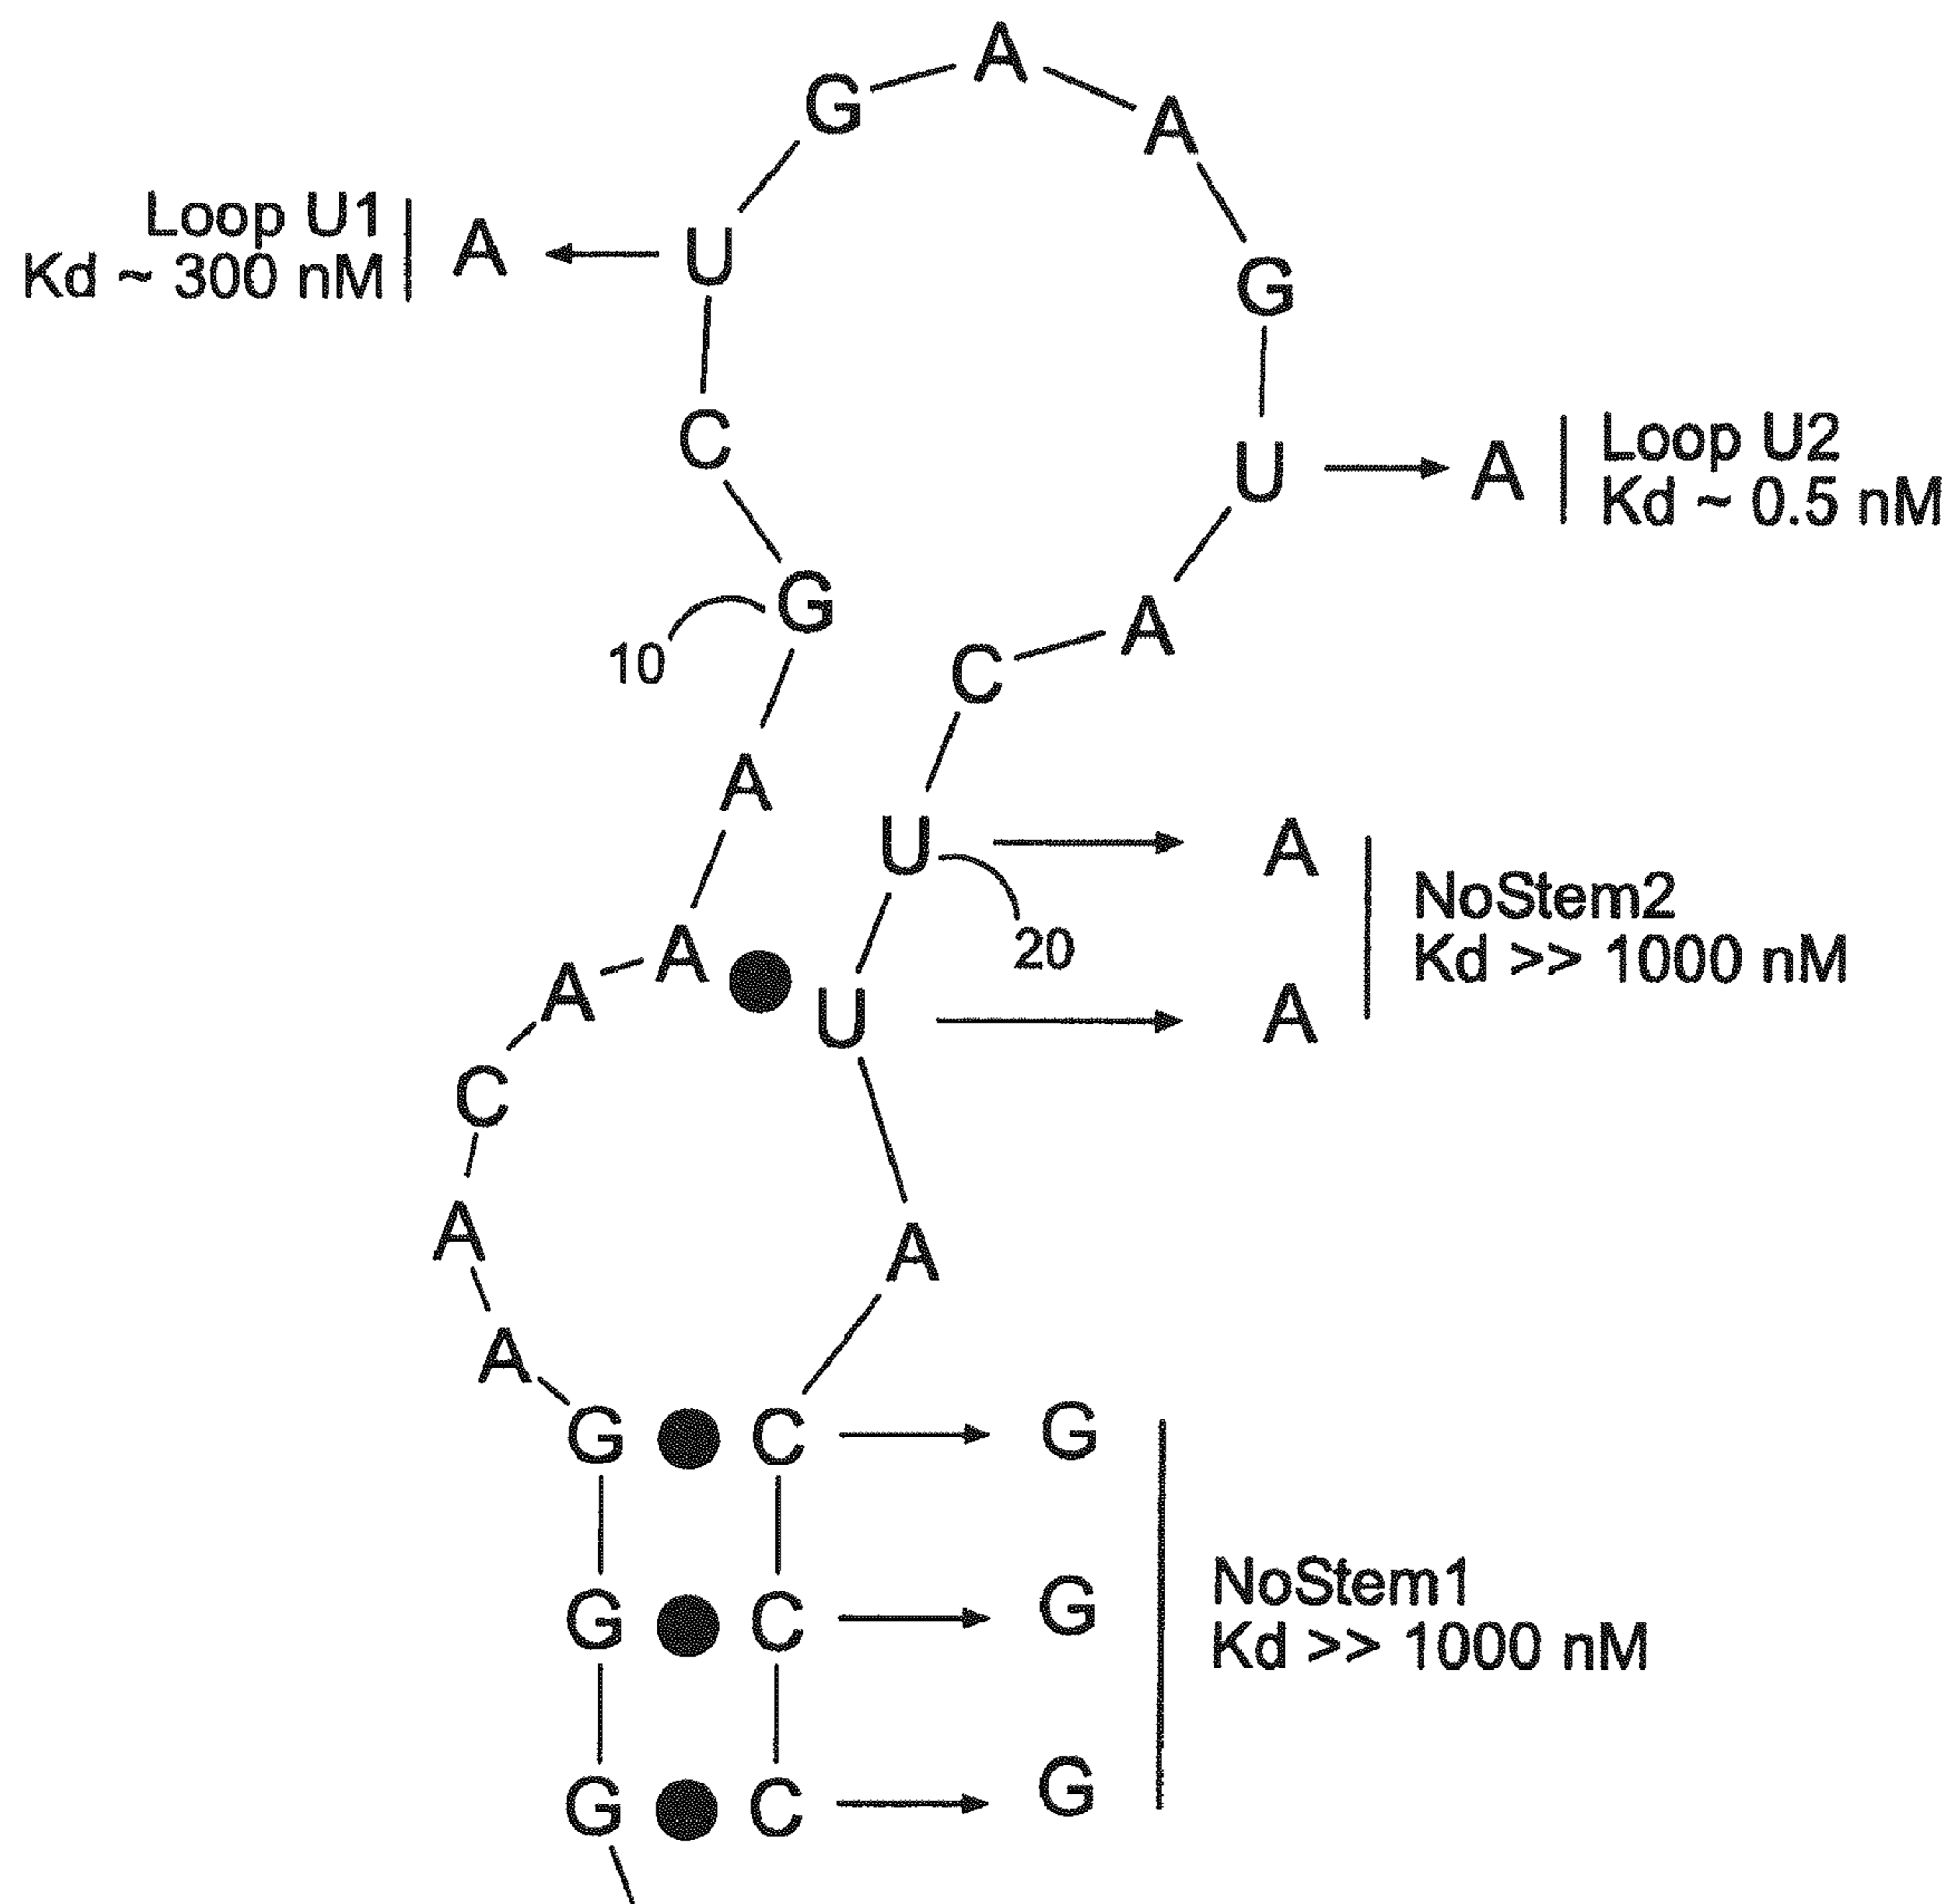 A
G
A
Loop U1
Kd ~ 300 nM
A
U
G
C
U
A
Loop U2
Kd ~ 0.5 nM
G
10
A
C
A
U
A
20
NoStem2
Kd >> 1000 nM
A
A
U
A
C
A
A
A
G
C
G
G
C
G
NoStem1
Kd >> 1000 nM
G
C
G